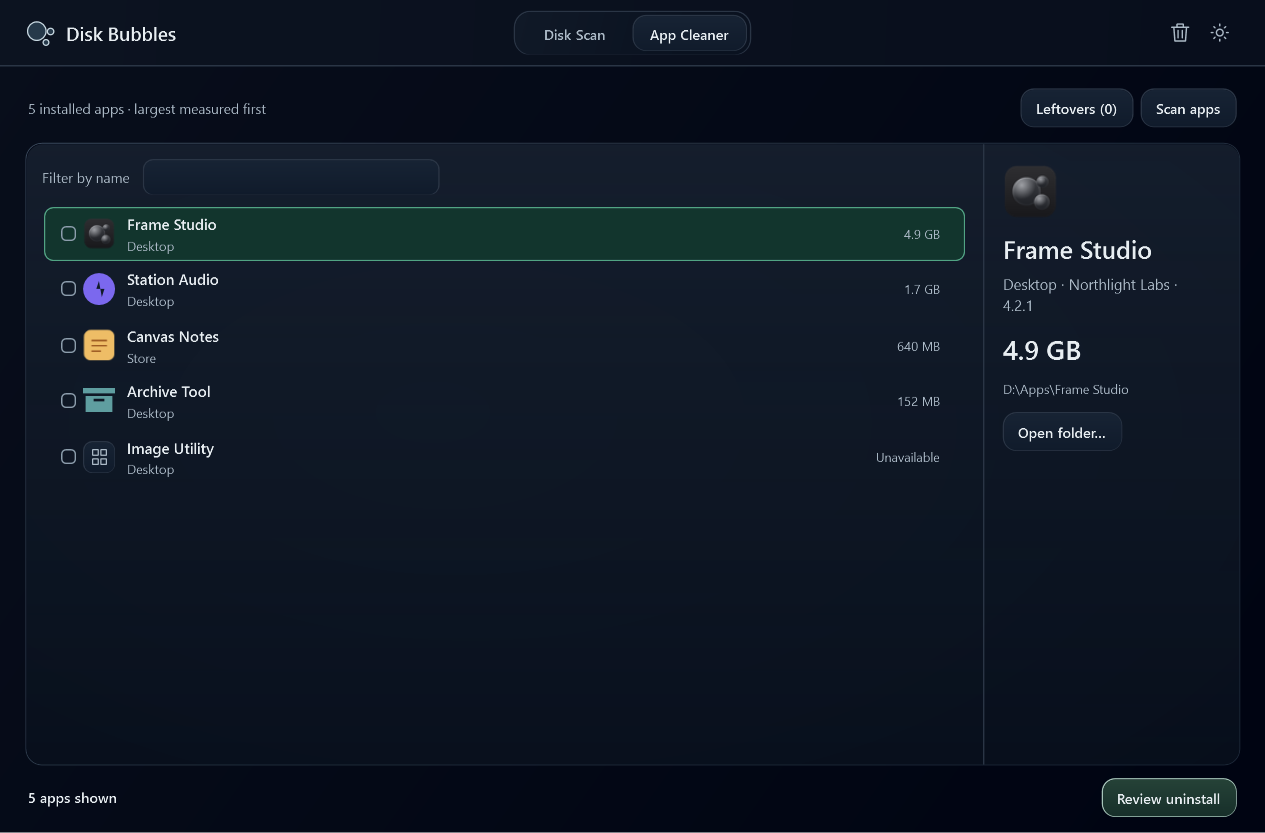 Disk Bubbles
Disk Scan
App Cleaner
5 installed apps · largest measured first
Leftovers (0)
Scan apps
Filter by name
Frame Studio
Desktop
4.9 GB
Station Audio
Desktop
1.7 GB
Canvas Notes
Store
640 MB
Archive Tool
Desktop
152 MB
Image Utility
Desktop
Unavailable
Frame Studio
Desktop · Northlight Labs ·
4.2.1
4.9 GB
D:\Apps\Frame Studio
Open folder...
5 apps shown
Review uninstall